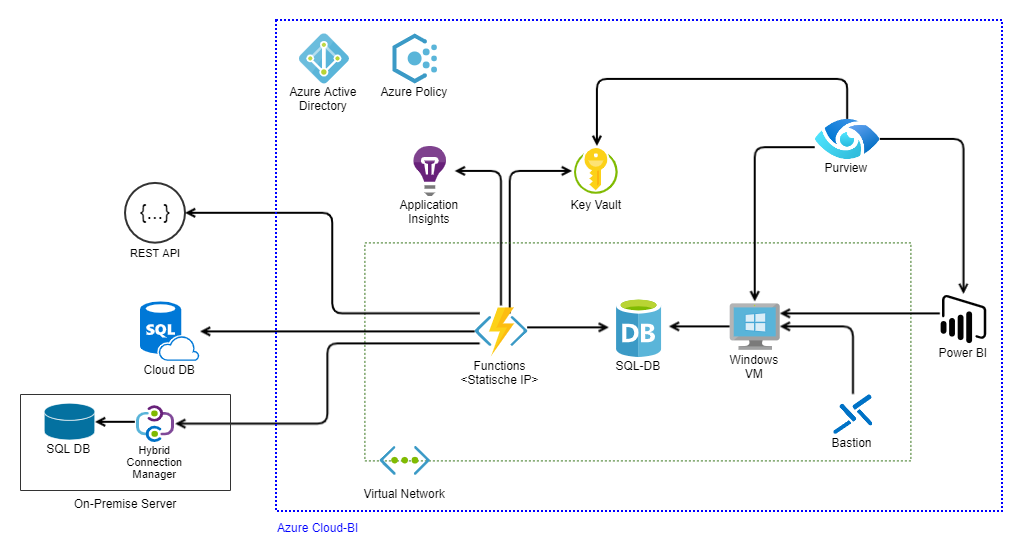 Azure Active
Directory
Azure Policy
Purview
Application
Insights
Key Vault
{...}
REST API
SQL
Cloud DB
Functions
<Statische IP>
DB
SQL-DB
Windows
VM
Power BI
SQL DB
Hybrid
Connection
Manager
Bastion
On-Premise Server
Virtual Network
Azure Cloud-BI